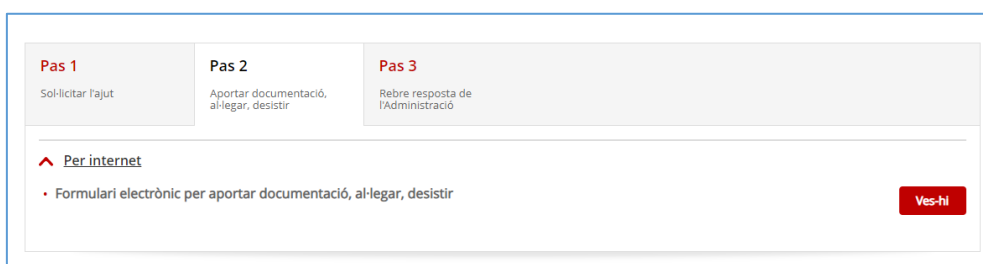 Pas 1
Sol·licitar l'ajut
Pas 2
Aportar documentació,
al·legar, desistir
Pas 3
Rebre resposta de
l'Administració
Per internet
Formulari electrònic per aportar documentació, al·legar, desistir
Ves-hi